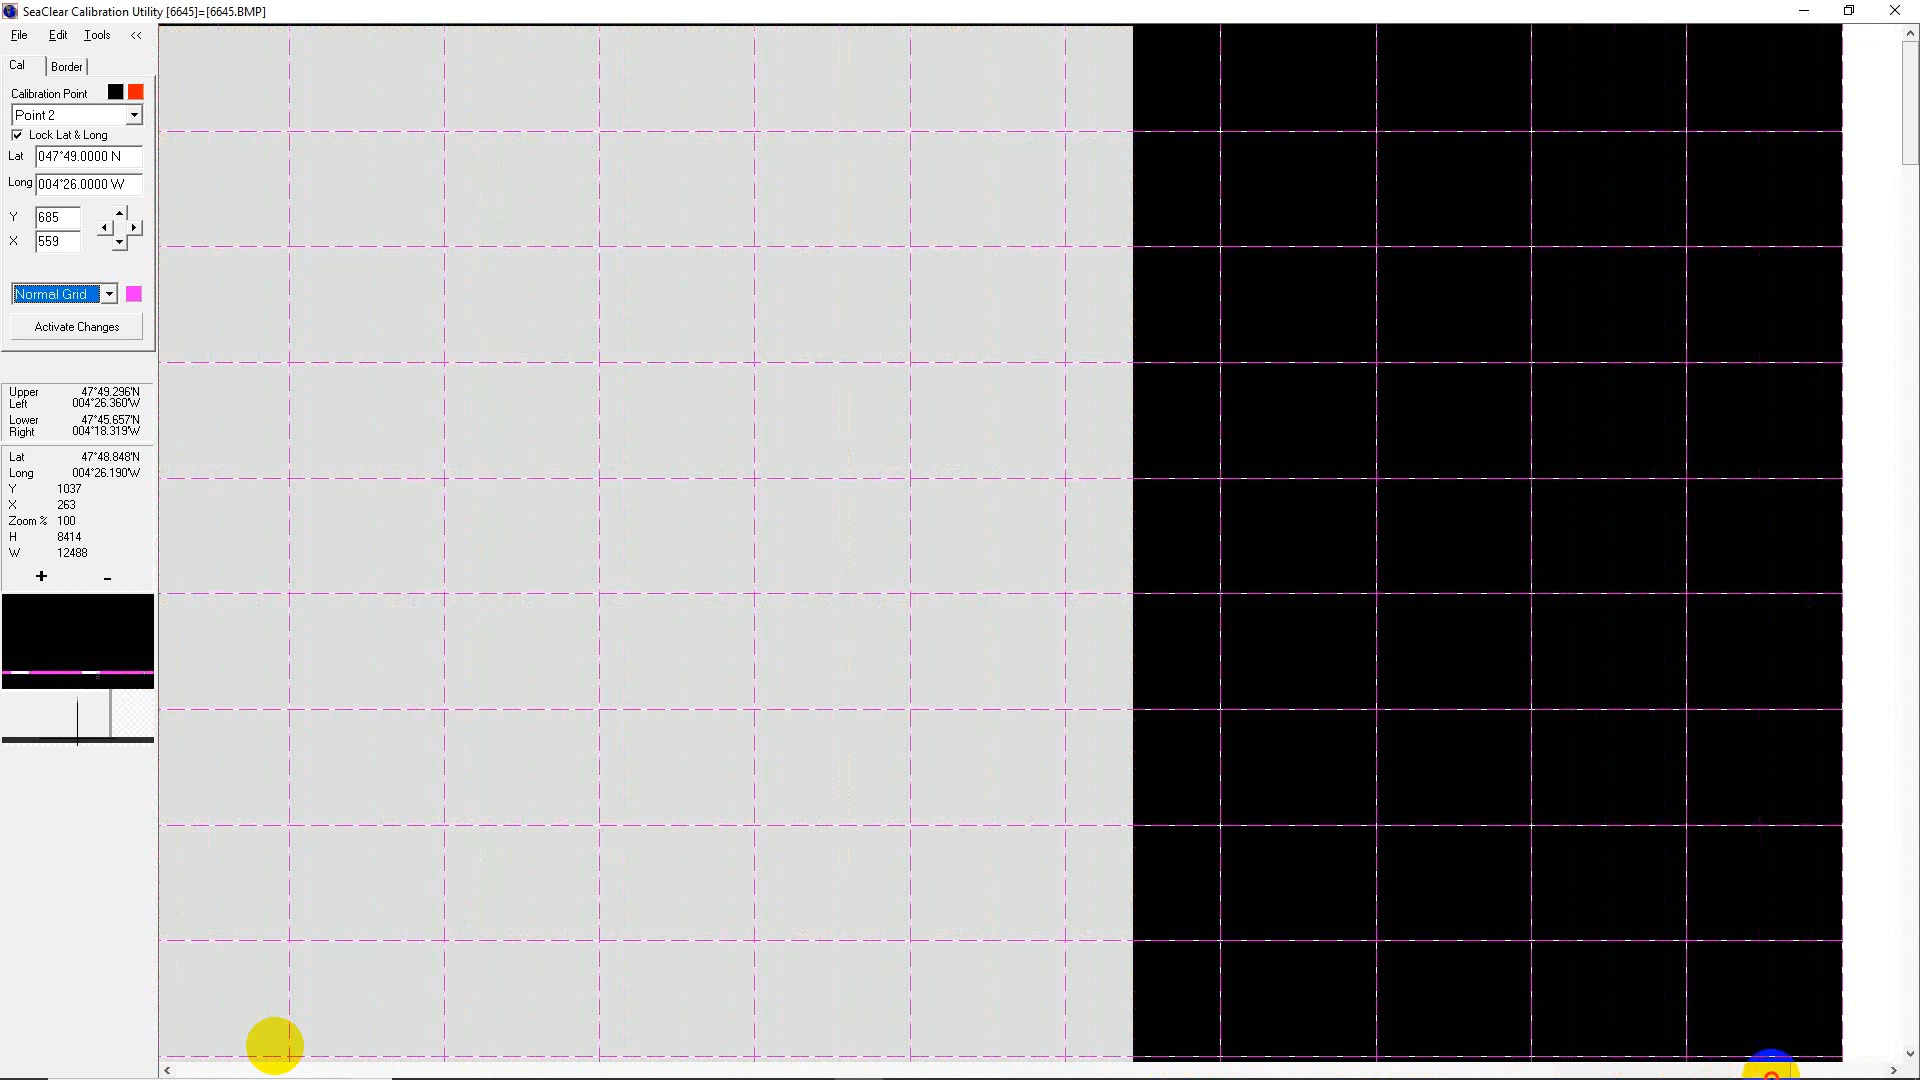 SeaClear Calibration Utility [6645]=[6645.BMP]
File Edit Tools <<
Cal Border
Calibration Point
Point 2
Lock Lat & Long
Lat 047°49.0000 N
Long 004°26.0000 W
Y 685
X 559
Normal Grid
Activate Changes
Upper 47°49.296'N
Left 004°26.360'W
Lower 47°45.657'N
Right 004°18.319'W
Lat 47°48.848'N
Long 004°26.190'W
Y 1037
X 263
Zoom % 100
H 8414
W 12488
+ -